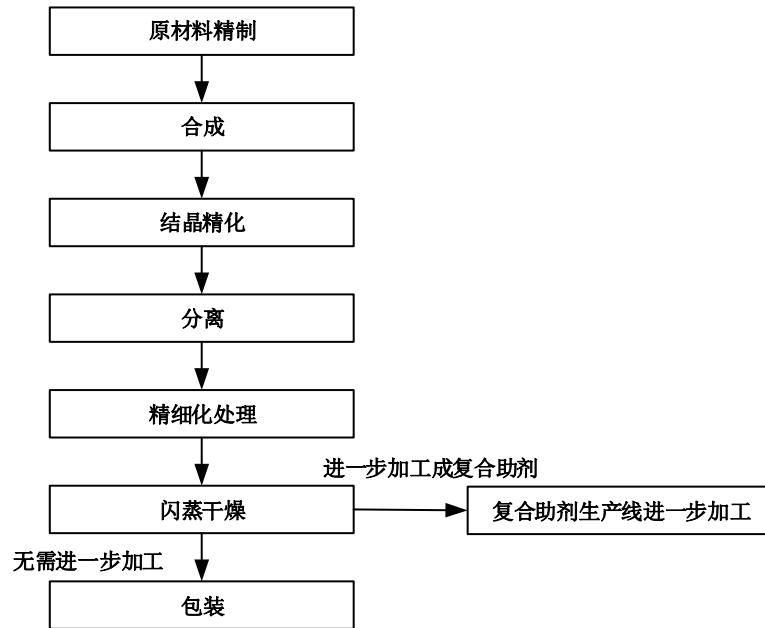 原材料精制
合成
结晶精化
分离
精细化处理
进一步加工成复合助剂
闪蒸干燥
复合助剂生产线进一步加工
无需进一步加工
包装